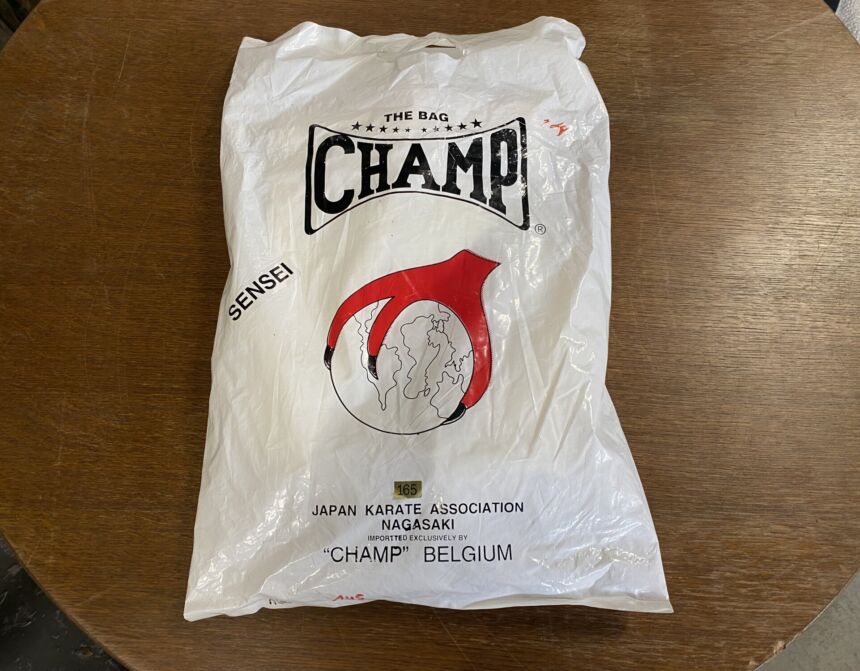 THE BAG
CHAMP
®
SENSEI
165
JAPAN KARATE ASSOCIATION
NAGASAKI
IMPORTTED EXCLUSIVELY BY
“CHAMP” BELGIUM